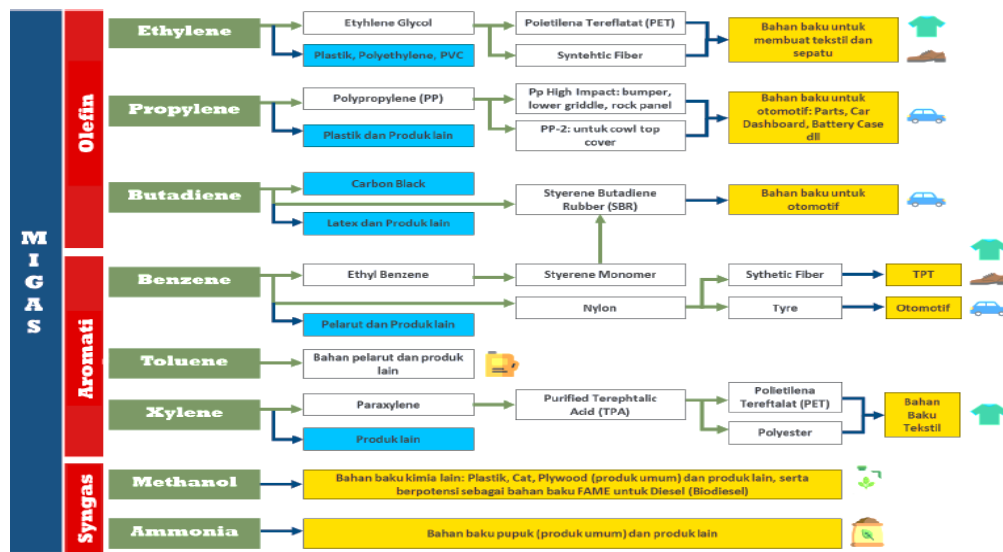 MIGAS
Olefin
Ethylene
Etyhlene Glycol
Poietilena Tereflatat (PET)
Syntehtic Fiber
Plastik, Polyethylene, PVC
Bahan baku untuk
membuat tekstil dan
sepatu
Propylene
Polypropylene (PP)
Pp High Impact: bumper,
lower griddle, rock panel
PP-2: untuk cowl top
cover
Plastik dan Produk lain
Bahan baku untuk
otomotif: Parts, Car
Dashboard, Battery Case
dll
Butadiene
Carbon Black
Latex dan Produk lain
Styerene Butadiene
Rubber (SBR)
Bahan baku untuk
otomotif
Aromati
Benzene
Ethyl Benzene
Styerene Monomer
Nylon
Pelarut dan Produk lain
Sythetic Fiber
TPT
Tyre
Otomotif
Toluene
Bahan pelarut dan produk
lain
Xylene
Paraxylene
Purified Terephtalic
Acid (TPA)
Polietilena
Tereftalat (PET)
Polyester
Produk lain
Bahan
Baku
Tekstil
Syngas
Methanol
Bahan baku kimia lain: Plastik, Cat, Plywood (produk umum) dan produk lain, serta
berpotensi sebagai bahan baku FAME untuk Diesel (Biodiesel)
Ammonia
Bahan baku pupuk (produk umum) dan produk lain